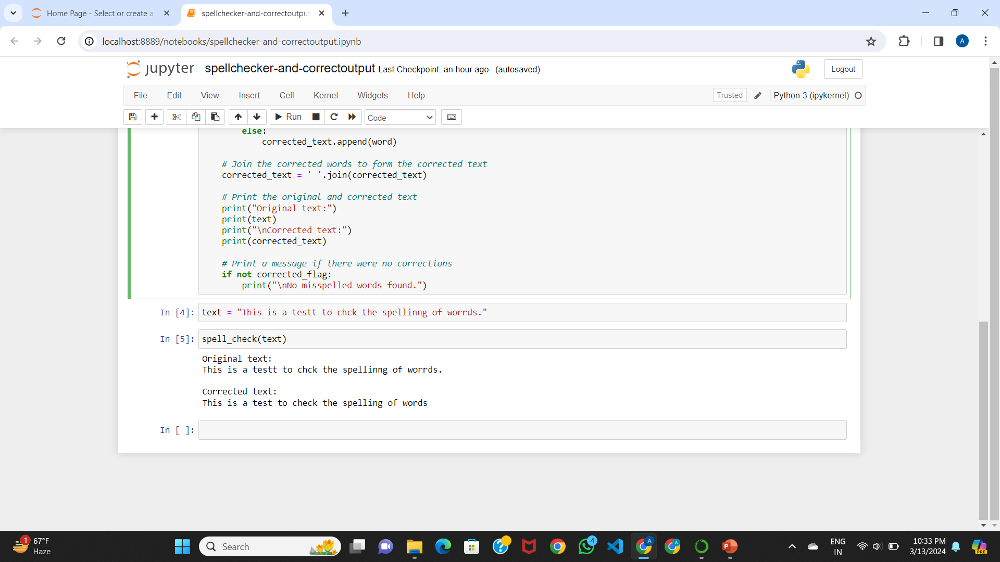 Home Page - Select or create a
spellchecker-and-correctoutput
localhost:8889/notebooks/spellchecker-and-correctoutput.ipynb
A
jupyter spellchecker-and-correctoutput Last Checkpoint: an hour ago (autosaved)
Logout
File Edit View Insert Cell Kernel Widgets Help
Trusted Python 3 (ipykernel)
Run Code
else:
corrected_text.append(word)
# Join the corrected words to form the corrected text
corrected_text = ' '.join(corrected_text)
# Print the original and corrected text
print("Original text:")
print(text)
print("\nCorrected text:")
print(corrected_text)
# Print a message if there were no corrections
if not corrected_flag:
print("\nNo misspelled words found.")
In [4]: text = "This is a testt to chck the spellinng of worrds."
In [5]: spell_check(text)
Original text:
This is a testt to chck the spellinng of worrds.
Corrected text:
This is a test to check the spelling of words
In [ ]:
1
67°F
Haze
Search
4
A
A
P
ENG
IN
10:33 PM
3/13/2024
PRE